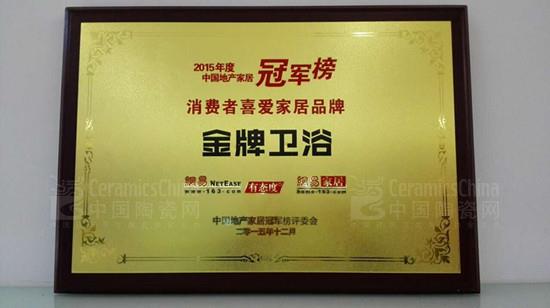 2015年度
中国地产家居 冠军榜
消费者喜爱家居品牌
金牌卫浴
網易 NETEASE 有态度 網易家居
www.163.com home.163.com
中国地产家居冠军榜评委会
二零一五年十二月
CeramicsChina
中国陶瓷网
CeramicsChina
中国陶瓷网